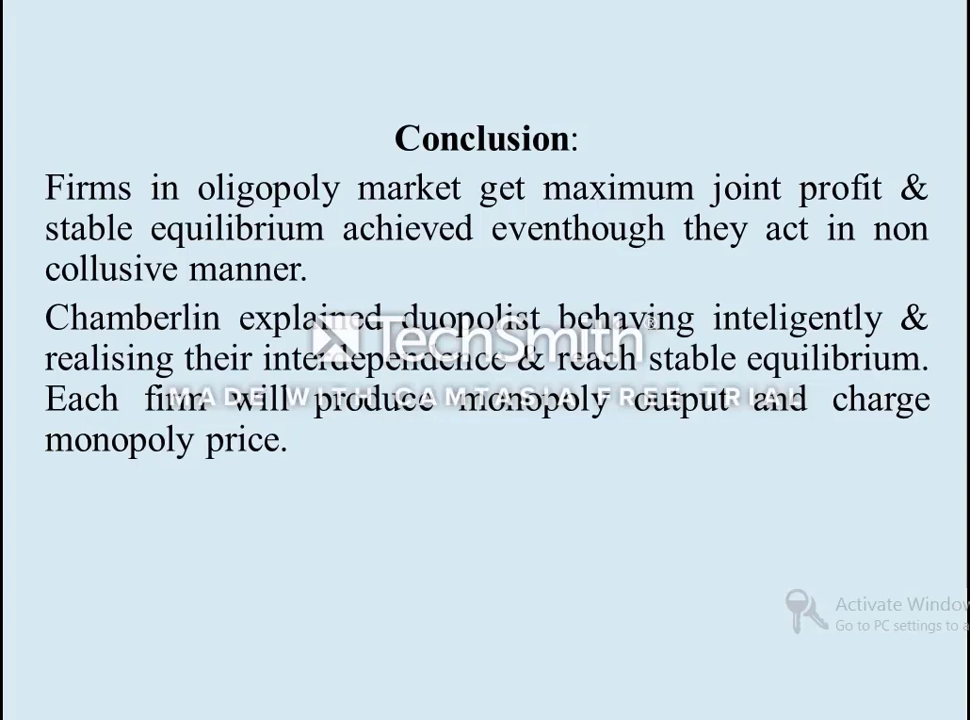 Conclusion:
Firms in oligopoly market get maximum joint profit &
stable equilibrium achieved eventhough they act in non
collusive manner.
Chamberlin explained duopolist behaving inteligently &
realising their interdependence & reach stable equilibrium.
Each firm will produce monopoly output and charge
monopoly price.
TechSmith®
MADE WITH CAMTASIA FREE TRIAL
Activate Window
Go to PC settings to a